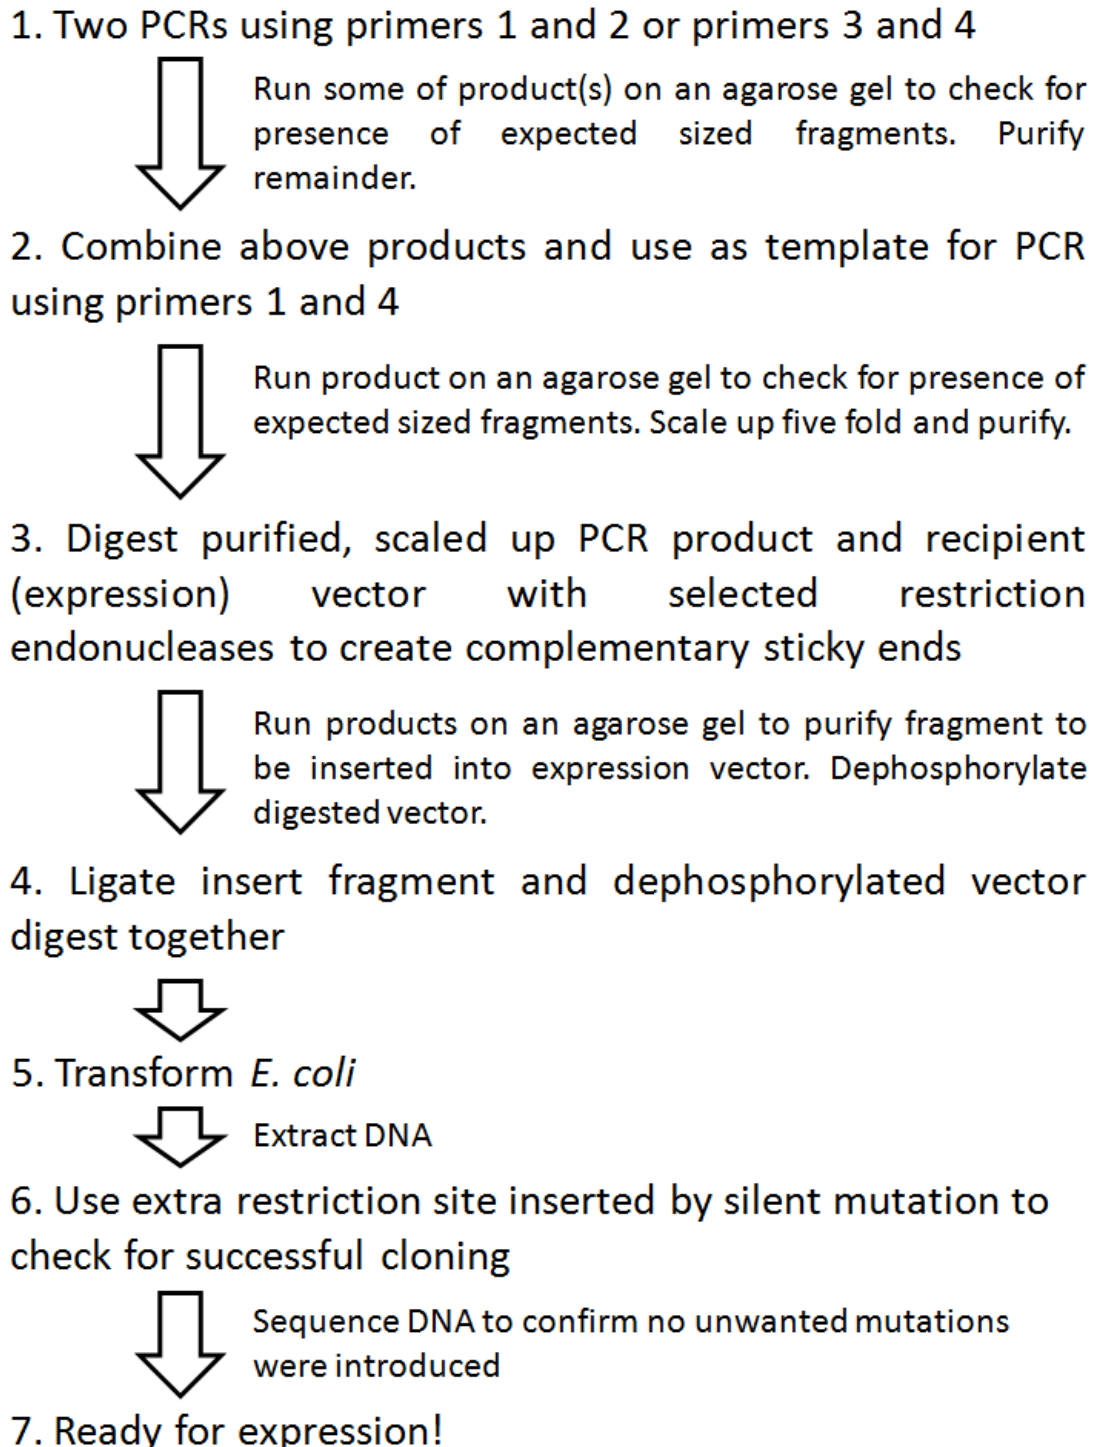 1. Two PCRs using primers 1 and 2 or primers 3 and 4
Run some of product(s) on an agarose gel to check for
presence of expected sized fragments. Purify
remainder.
2. Combine above products and use as template for PCR
using primers 1 and 4
Run product on an agarose gel to check for presence of
expected sized fragments. Scale up five fold and purify.
3. Digest purified, scaled up PCR product and recipient
(expression) vector with selected restriction
endonucleases to create complementary sticky ends
Run products on an agarose gel to purify fragment to
be inserted into expression vector. Dephosphorylate
digested vector.
4. Ligate insert fragment and dephosphorylated vector
digest together
5. Transform E. coli
Extract DNA
6. Use extra restriction site inserted by silent mutation to
check for successful cloning
Sequence DNA to confirm no unwanted mutations
were introduced
7. Ready for expression!